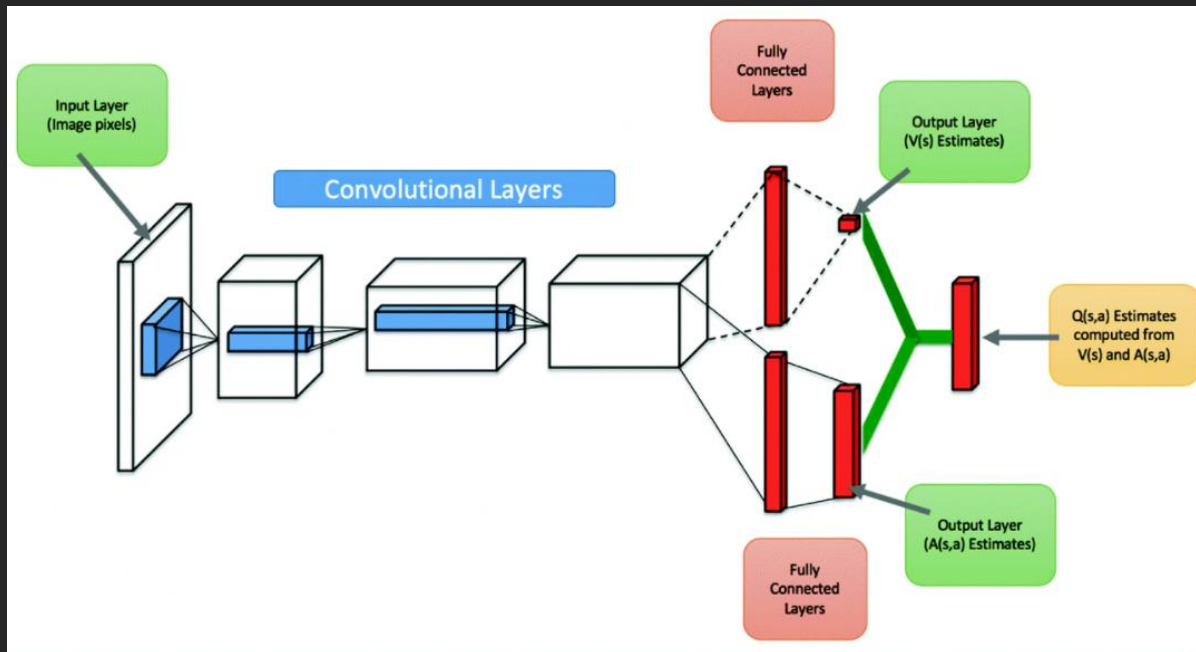 Input Layer
(Image pixels)
Convolutional Layers
Fully
Connected
Layers
Output Layer
(V(s) Estimates)
Q(s,a) Estimates
computed from
V(s) and A(s,a)
Output Layer
(A(s,a) Estimates)
Fully
Connected
Layers